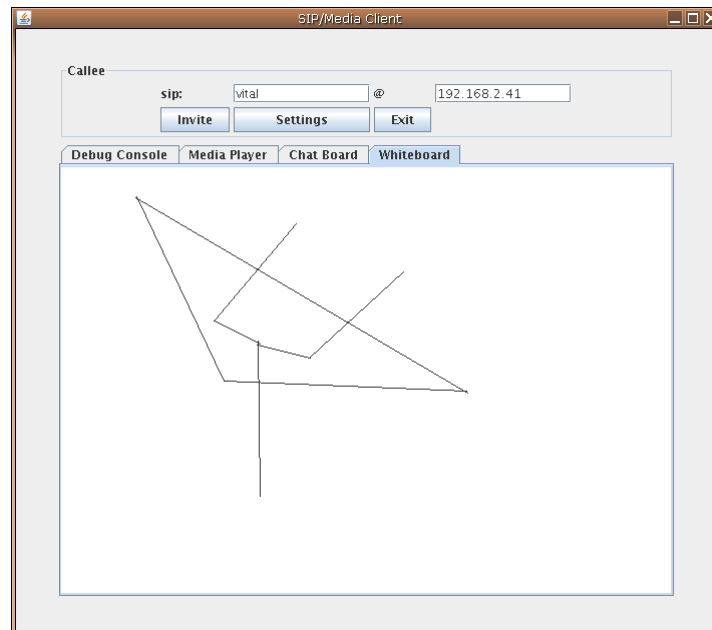 SIP/Media Client
Callee
sip: vital @ 192.168.2.41
Invite Settings Exit
Debug Console Media Player Chat Board Whiteboard